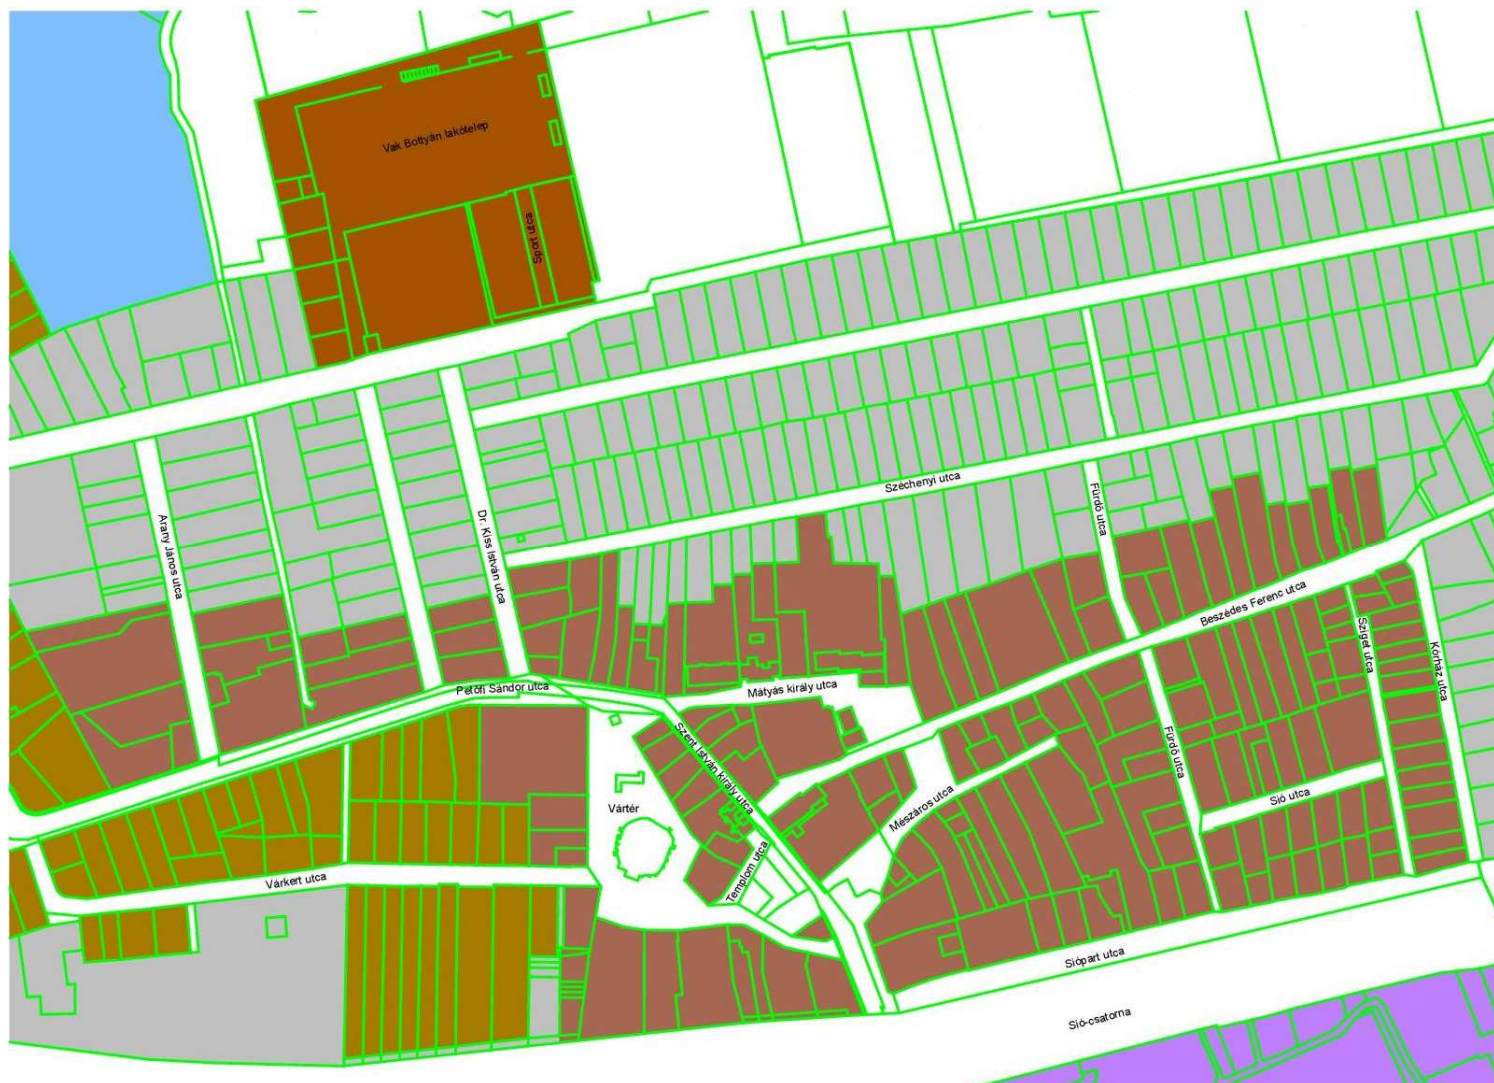 Vak Bottyán lakótelep
Sport utca
Széchenyi utca
Fürdő utca
Arany János utca
Dr. Kiss István utca
Beszédes Ferenc utca
Sziget utca
Kórház utca
Petőfi Sándor utca
Mátyás király utca
Szent István király utca
Fürdő utca
Sió utca
Mészáros utca
Vártér
Templom utca
Várkert utca
Siópart utca
Sió-csatorna